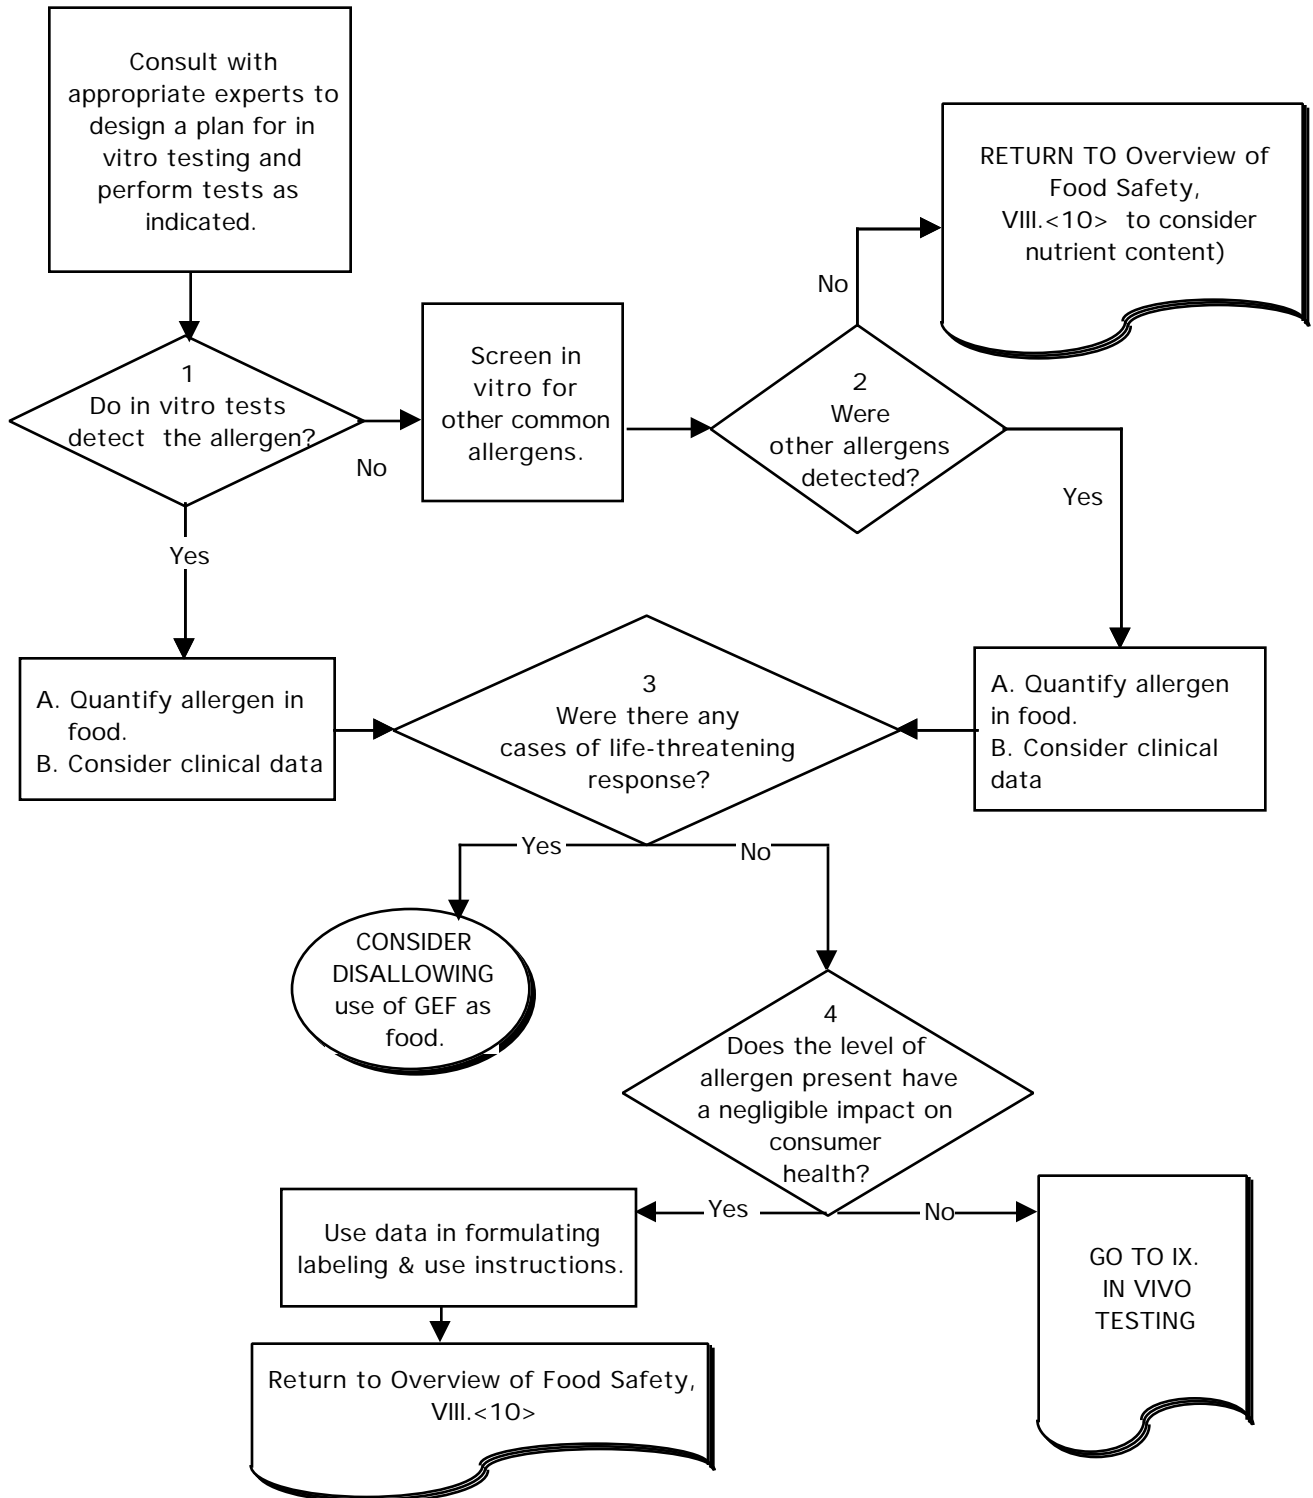 Consult with
appropriate experts to
design a plan for in
vitro testing and
perform tests as
indicated.
RETURN TO Overview of
Food Safety,
VIII.<10> to consider
nutrient content)
No
1
Do in vitro tests
detect the allergen?
No
Screen in
vitro for
other common
allergens.
2
Were
other allergens
detected?
Yes
Yes
A. Quantify allergen in
food.
B. Consider clinical data
3
Were there any
cases of life-threatening
response?
A. Quantify allergen
in food.
B. Consider clinical
data
Yes
No
CONSIDER
DISALLOWING
use of GEF as
food.
4
Does the level of
allergen present have
a negligible impact on
consumer
health?
Yes
No
Use data in formulating
labeling & use instructions.
GO TO IX.
IN VIVO
TESTING
Return to Overview of Food Safety,
VIII.<10>